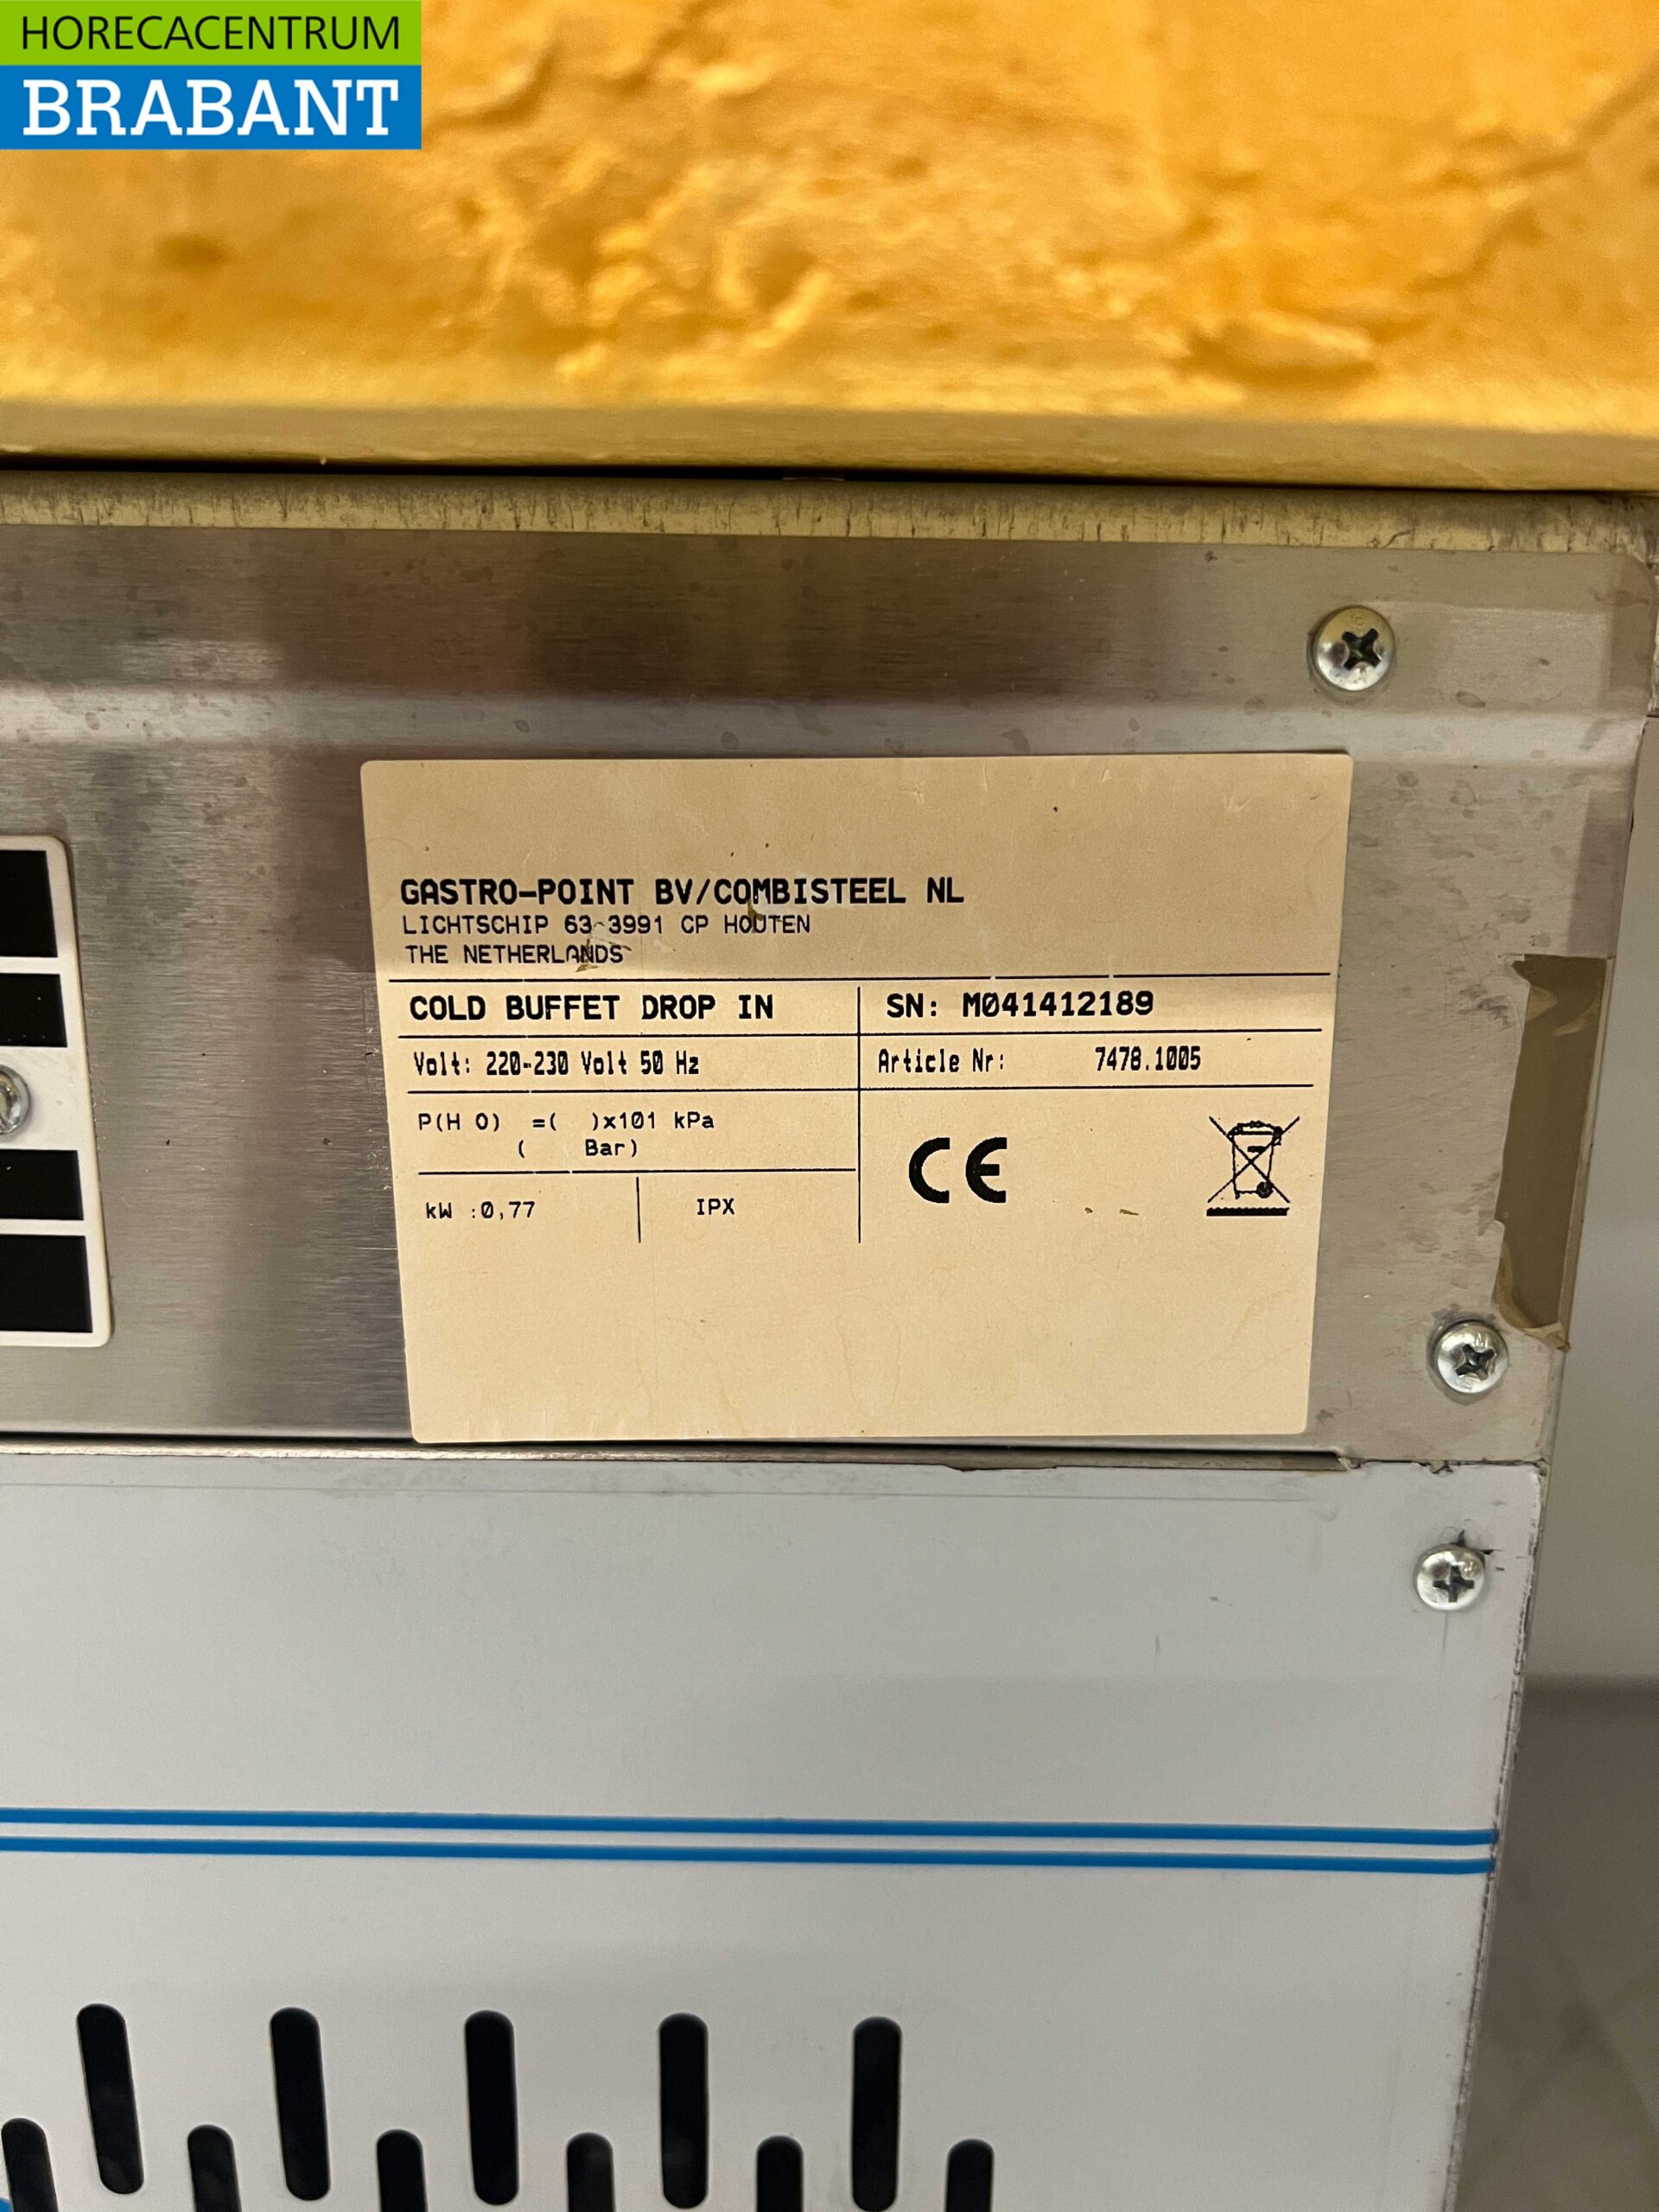 HORECACENTRUM
BRABANT
GASTRO-POINT BV/COMBISTEEL NL
LICHTSCHIP 63-3991 CP HOUTEN
THE NETHERLANDS
COLD BUFFET DROP IN
SN: M041412189
Volt: 220-230 Volt 50 Hz
Article Nr: 7478.1005
P(H O) =( )x101 kPa
( Bar)
CE
kW :0,77
IPX